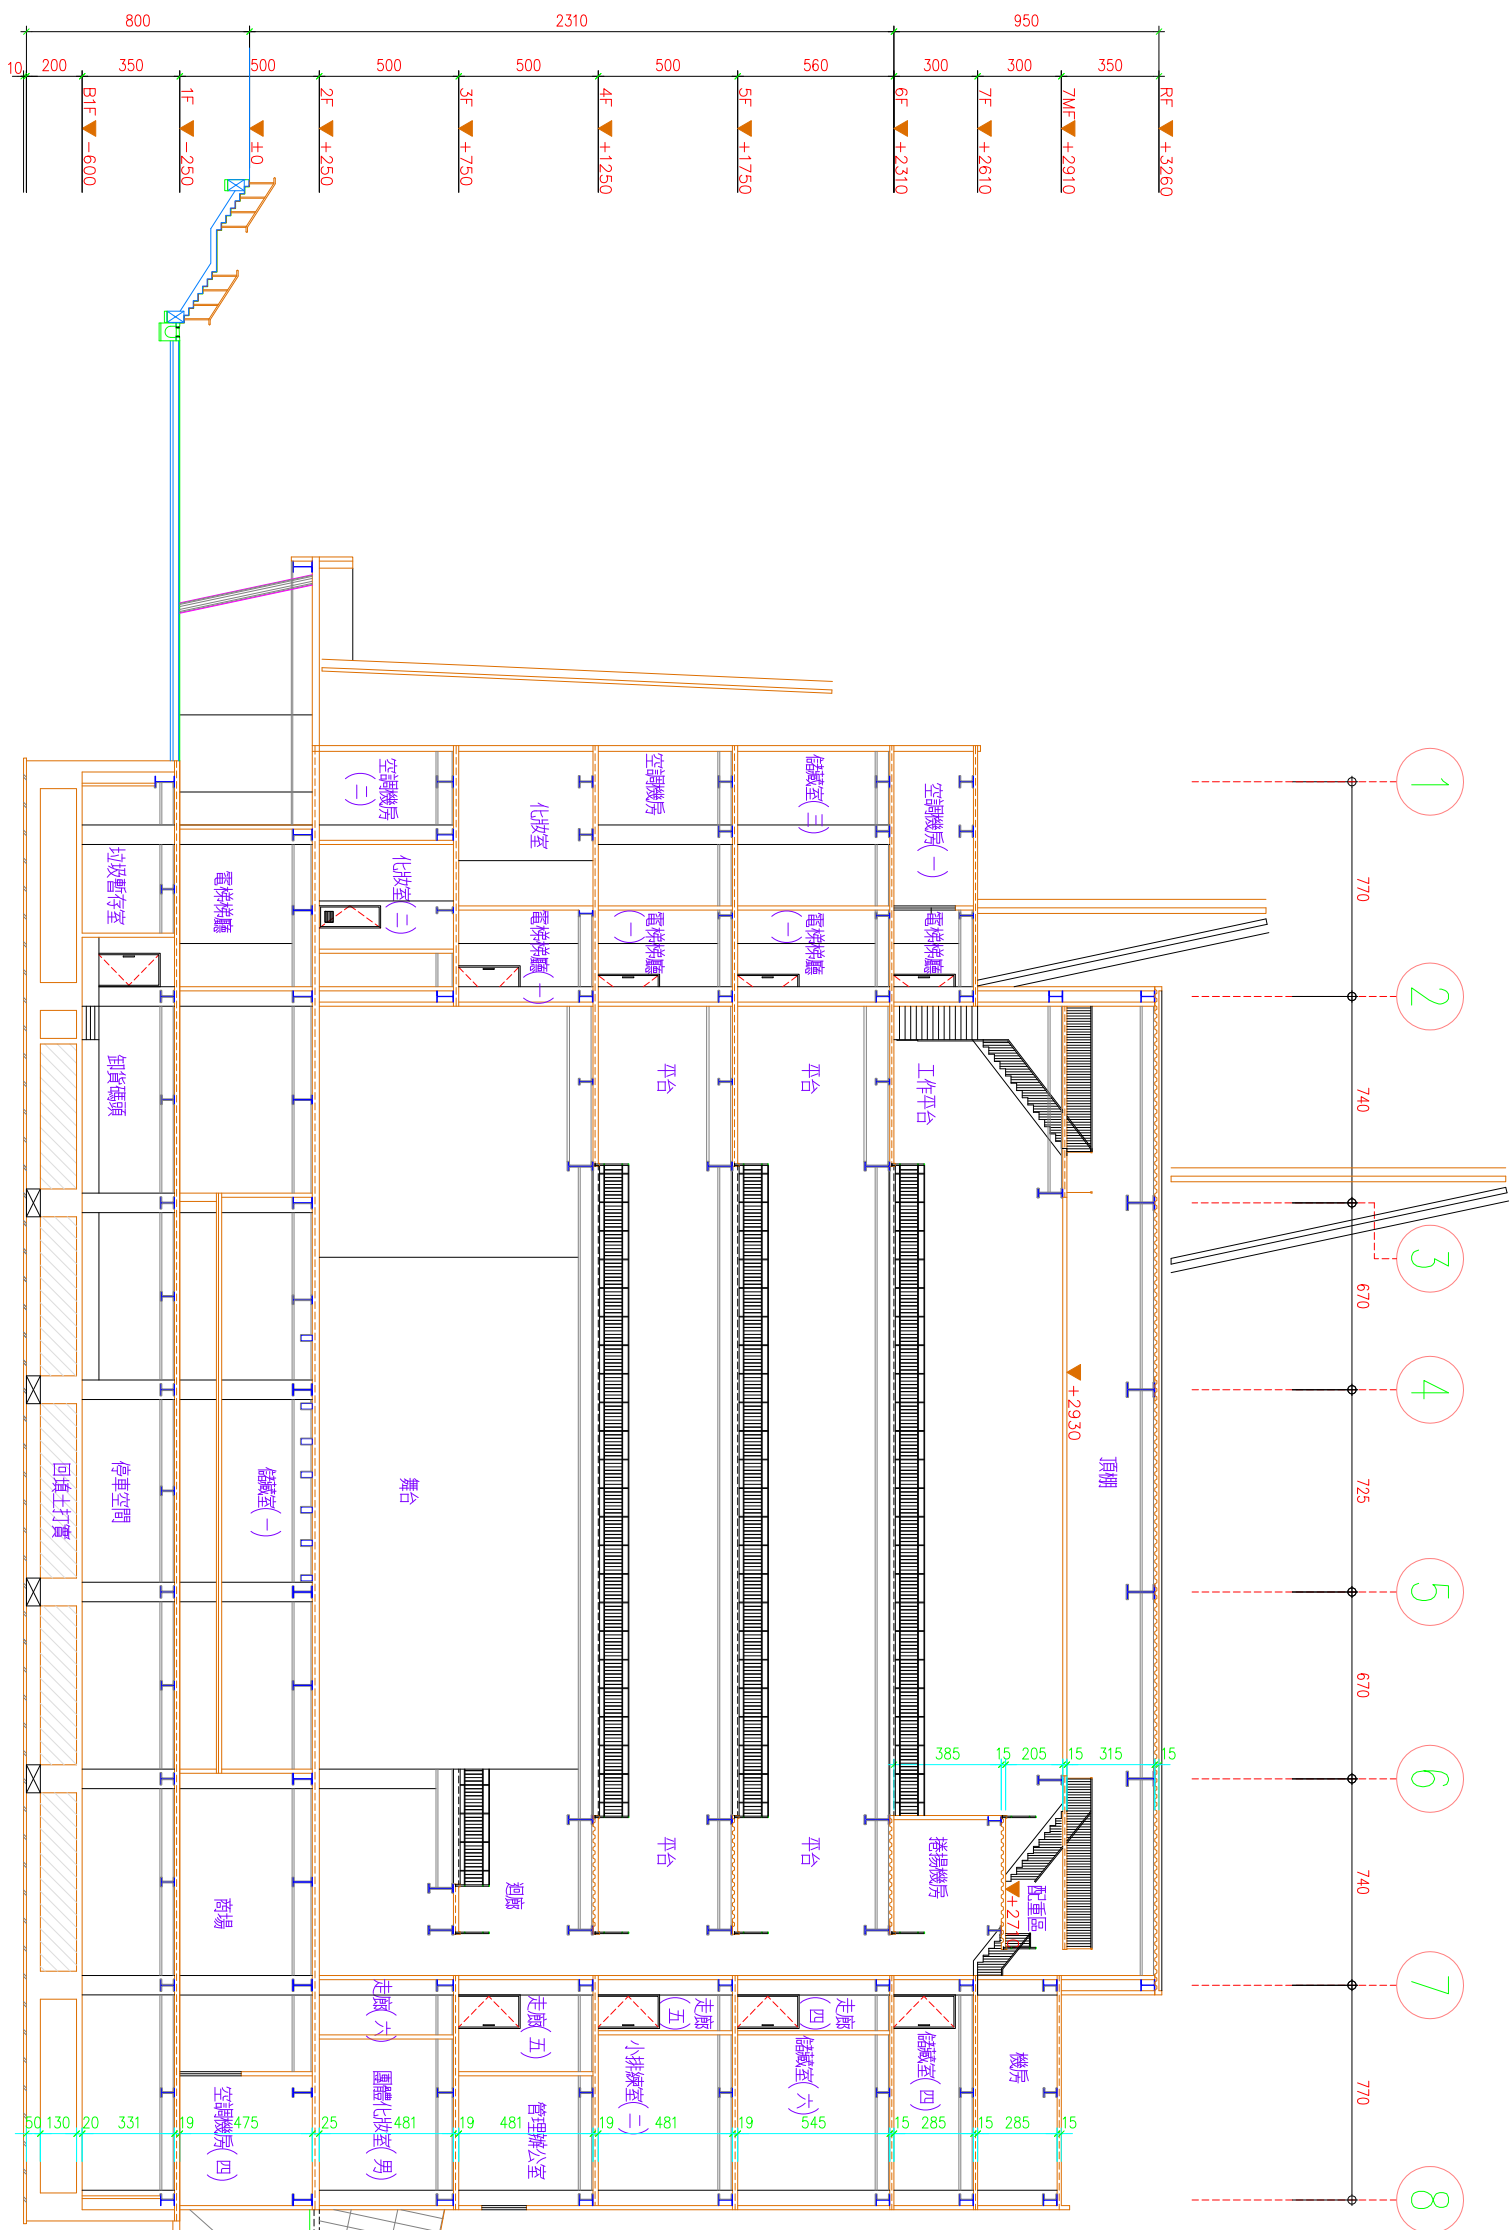 800
2310
950
10
200
350
500
500
500
500
560
300
300
350
B1F -600
1F -250
±0
2F +250
3F +750
4F +1250
5F +1750
6F +2310
7F +2610
7MF +2910
RF +3260
1
770
2
740
3
670
4
725
5
670
6
740
7
770
8
空調機房
(三)
化妝室
空調機房
儲藏室(三)
空調機房(一)
垃圾暫存室
電梯梯廳
化妝室(二)
電梯梯廳(一)
電梯梯廳
(一)
電梯梯廳
(一)
電梯梯廳
卸貨碼頭
平台
平台
工作平台
+2930
頂棚
回填土打實
停車空間
儲藏室(一)
舞台
385
15
205
15
315
15
平台
平台
捲揚機房
配重區
+2710
迴廊
商場
走廊(六)
走廊(五)
走廊
(五)
走廊
(四)
小排練室(二)
儲藏室(六)
儲藏室(四)
機房
空調機房(四)
團體化妝室(男)
管理辦公室
50
130
20
331
19
475
25
481
19
481
19
481
19
545
15
285
15
285
15